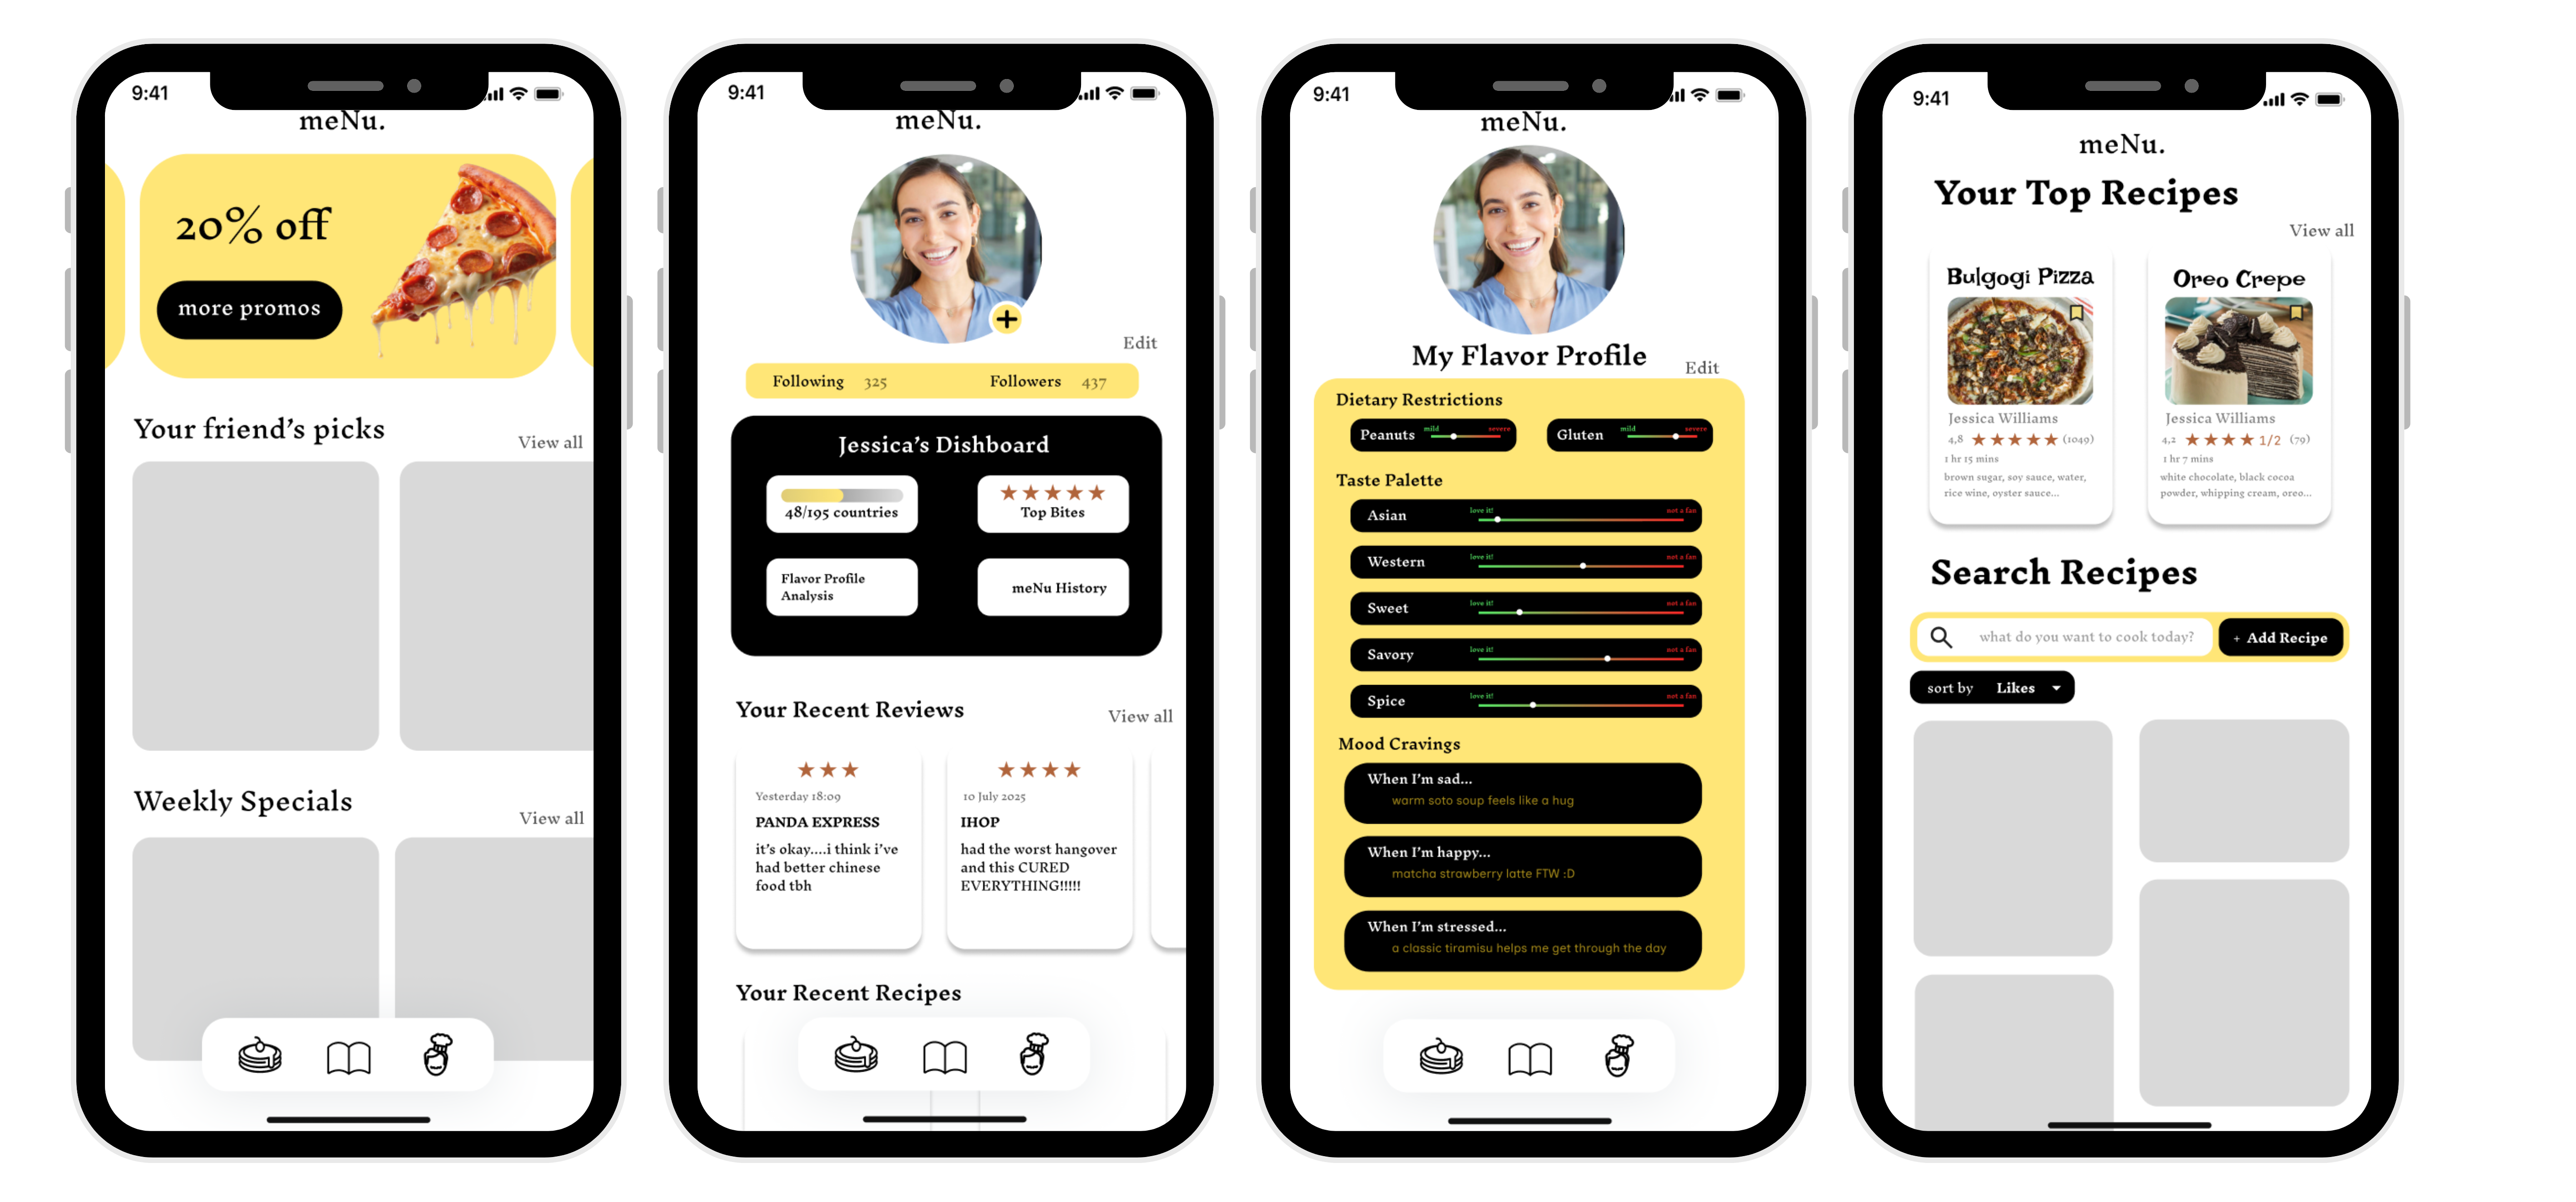 9:41
meNu.
20% off
more promos
Your friend's picks
View all
Weekly Specials
View all
9:41
meNu.
Edit
Following 325 Followers 437
Jessica's Dishboard
48/195 countries
Top Bites
Flavor Profile
Analysis
meNu History
Your Recent Reviews
View all
Yesterday 18:09
PANDA EXPRESS
it's okay....i think i've
had better chinese
food tbh
10 July 2025
IHOP
had the worst hangover
and this CURED
EVERYTHING!!!!!
Your Recent Recipes
9:41
meNu.
My Flavor Profile
Edit
Dietary Restrictions
Peanuts mild severe
Gluten mild severe
Taste Palette
Asian love it! not a fan
Western love it! not a fan
Sweet love it! not a fan
Savory love it! not a fan
Spice love it! not a fan
Mood Cravings
When I'm sad...
warm soto soup feels like a hug
When I'm happy...
matcha strawberry latte FTW :D
When I'm stressed...
a classic tiramisu helps me get through the day
9:41
meNu.
Your Top Recipes
View all
Bulgogi Pizza
Jessica Williams
4,8 ★★★★★ (1049)
1 hr 15 mins
brown sugar, soy sauce, water,
rice wine, oyster sauce...
Oreo Crepe
Jessica Williams
4,2 ★★★★ 1/2 (79)
1 hr 7 mins
white chocolate, black cocoa
powder, whipping cream, oreo...
Search Recipes
what do you want to cook today?
+ Add Recipe
sort by Likes